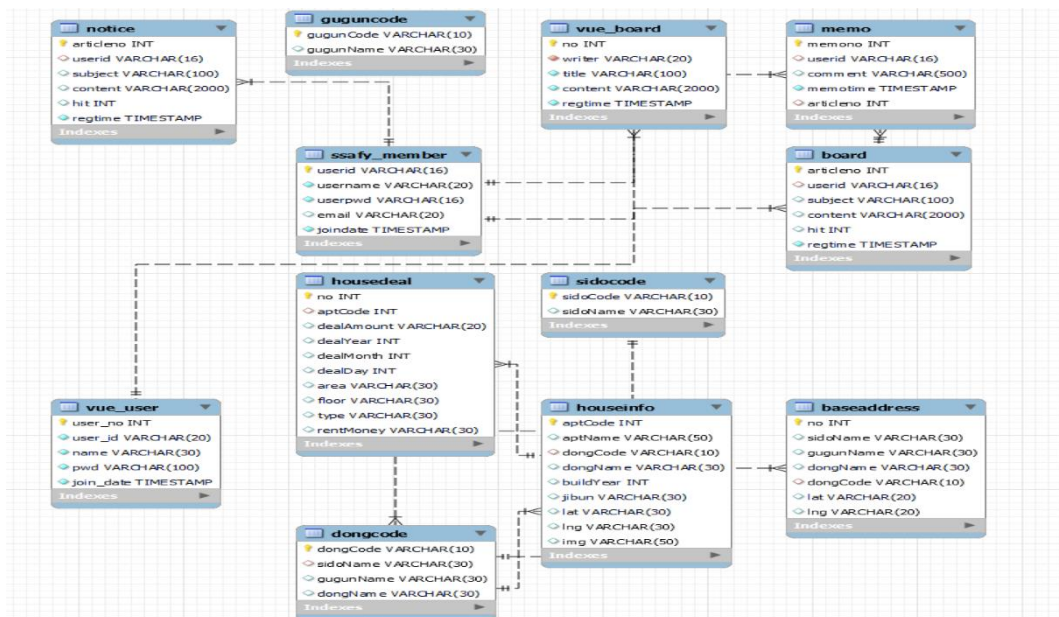 notice
articleno INT
userid VARCHAR(16)
subject VARCHAR(100)
content VARCHAR(2000)
hit INT
regtime TIMESTAMP
Indexes
guguncode
gugunCode VARCHAR(10)
gugunName VARCHAR(30)
Indexes
vue_board
no INT
writer VARCHAR(20)
title VARCHAR(100)
content VARCHAR(2000)
regtime TIMESTAMP
Indexes
memo
memono INT
userid VARCHAR(16)
comment VARCHAR(500)
memotime TIMESTAMP
articleno INT
Indexes
ssafy_member
userid VARCHAR(16)
username VARCHAR(20)
userpwd VARCHAR(16)
email VARCHAR(20)
joindate TIMESTAMP
Indexes
board
articleno INT
userid VARCHAR(16)
subject VARCHAR(100)
content VARCHAR(2000)
hit INT
regtime TIMESTAMP
Indexes
housedeal
no INT
aptCode INT
dealAmount VARCHAR(20)
dealYear INT
dealMonth INT
dealDay INT
area VARCHAR(30)
floor VARCHAR(30)
type VARCHAR(30)
rentMoney VARCHAR(30)
Indexes
sidocode
sidoCode VARCHAR(10)
sidoName VARCHAR(30)
Indexes
vue_user
user_no INT
user_id VARCHAR(20)
name VARCHAR(30)
pwd VARCHAR(100)
join_date TIMESTAMP
Indexes
houseinfo
aptCode INT
aptName VARCHAR(50)
dongCode VARCHAR(10)
dongName VARCHAR(30)
buildYear INT
jibun VARCHAR(30)
lat VARCHAR(30)
lng VARCHAR(30)
img VARCHAR(50)
Indexes
baseaddress
no INT
sidoName VARCHAR(30)
gugunName VARCHAR(30)
dongName VARCHAR(30)
dongCode VARCHAR(10)
lat VARCHAR(20)
lng VARCHAR(20)
Indexes
dongcode
dongCode VARCHAR(10)
sidoName VARCHAR(30)
gugunName VARCHAR(30)
dongName VARCHAR(30)
Indexes